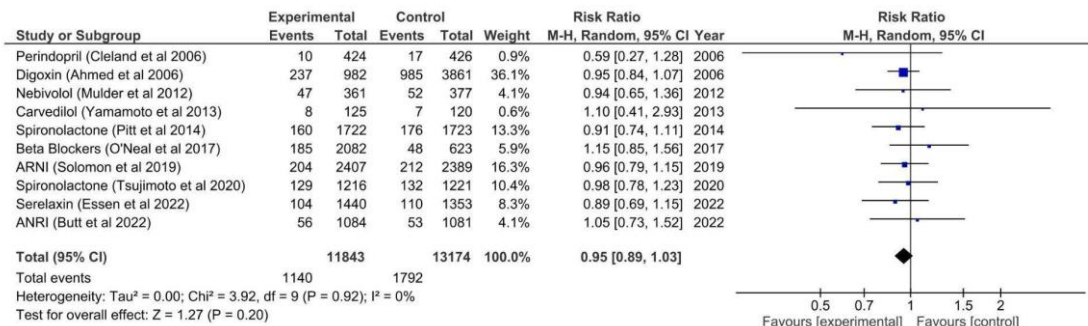 Experimental Control Risk Ratio Risk Ratio
Study or Subgroup Events Total Events Total Weight M-H, Random, 95% CI Year M-H, Random, 95% CI
Perindopril (Cleland et al 2006) 10 424 17 426 0.9% 0.59 [0.27, 1.28] 2006
Digoxin (Ahmed et al 2006) 237 982 985 3861 36.1% 0.95 [0.84, 1.07] 2006
Nebivolol (Mulder et al 2012) 47 361 52 377 4.1% 0.94 [0.65, 1.36] 2012
Carvedilol (Yamamoto et al 2013) 8 125 7 120 0.6% 1.10 [0.41, 2.93] 2013
Spironolactone (Pitt et al 2014) 160 1722 176 1723 13.3% 0.91 [0.74, 1.11] 2014
Beta Blockers (O'Neal et al 2017) 185 2082 48 623 5.9% 1.15 [0.85, 1.56] 2017
ARNI (Solomon et al 2019) 204 2407 212 2389 16.3% 0.96 [0.79, 1.15] 2019
Spironolactone (Tsujimoto et al 2020) 129 1216 132 1221 10.4% 0.98 [0.78, 1.23] 2020
Serelaxin (Essen et al 2022) 104 1440 110 1353 8.3% 0.89 [0.69, 1.15] 2022
ANRI (Butt et al 2022) 56 1084 53 1081 4.1% 1.05 [0.73, 1.52] 2022
Total (95% CI) 11843 13174 100.0% 0.95 [0.89, 1.03]
Total events 1140 1792
Heterogeneity: Tau² = 0.00; Chi² = 3.92, df = 9 (P = 0.92); I² = 0%
Test for overall effect: Z = 1.27 (P = 0.20)
0.5 0.7 1 1.5 2
Favours [experimental] Favours [control]